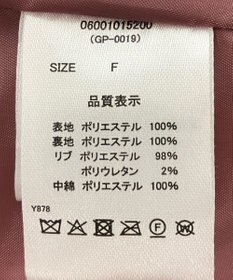 06001015200
(GP-0019)
SIZE F
品質表示
表地 ポリエステル 100%
裏地 ポリエステル 100%
リブ ポリエステル 98%
ポリウレタン 2%
中綿 ポリエステル 100%
Y878